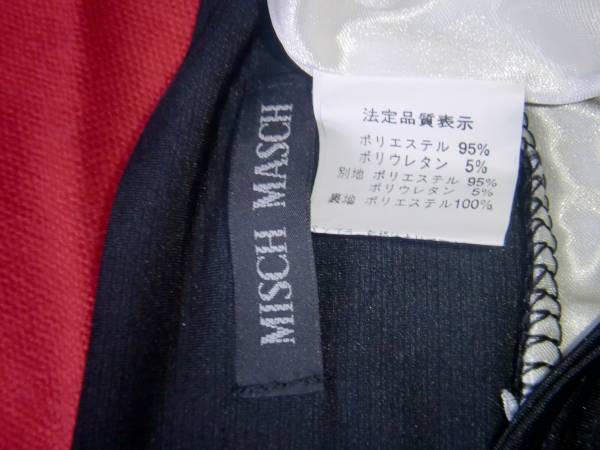 MISCH MASCH
法定品質表示
ポリエステル 95%
ポリウレタン 5%
別地 ポリエステル 95%
ポリウレタン 5%
裏地 ポリエステル100%